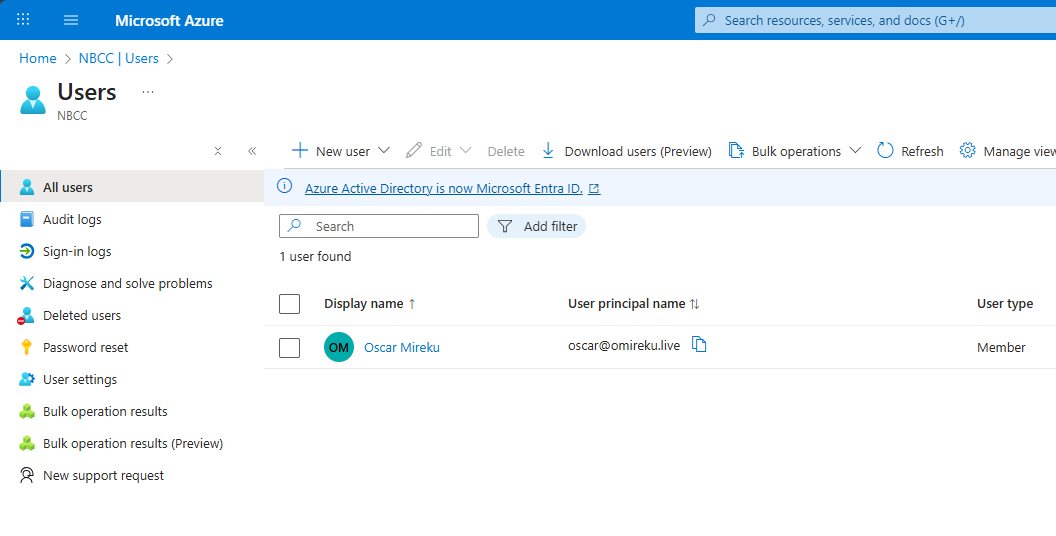 Microsoft Azure
Search resources, services, and docs (G+/)
Home > NBCC | Users >
Users ...
NBCC
New user Edit Delete Download users (Preview) Bulk operations Refresh Manage view
All users
Audit logs
Sign-in logs
Diagnose and solve problems
Deleted users
Password reset
User settings
Bulk operation results
Bulk operation results (Preview)
New support request
Azure Active Directory is now Microsoft Entra ID.
Search Add filter
1 user found
Display name ↑ User principal name ↑↓ User type
OM Oscar Mireku oscar@omireku.live Member